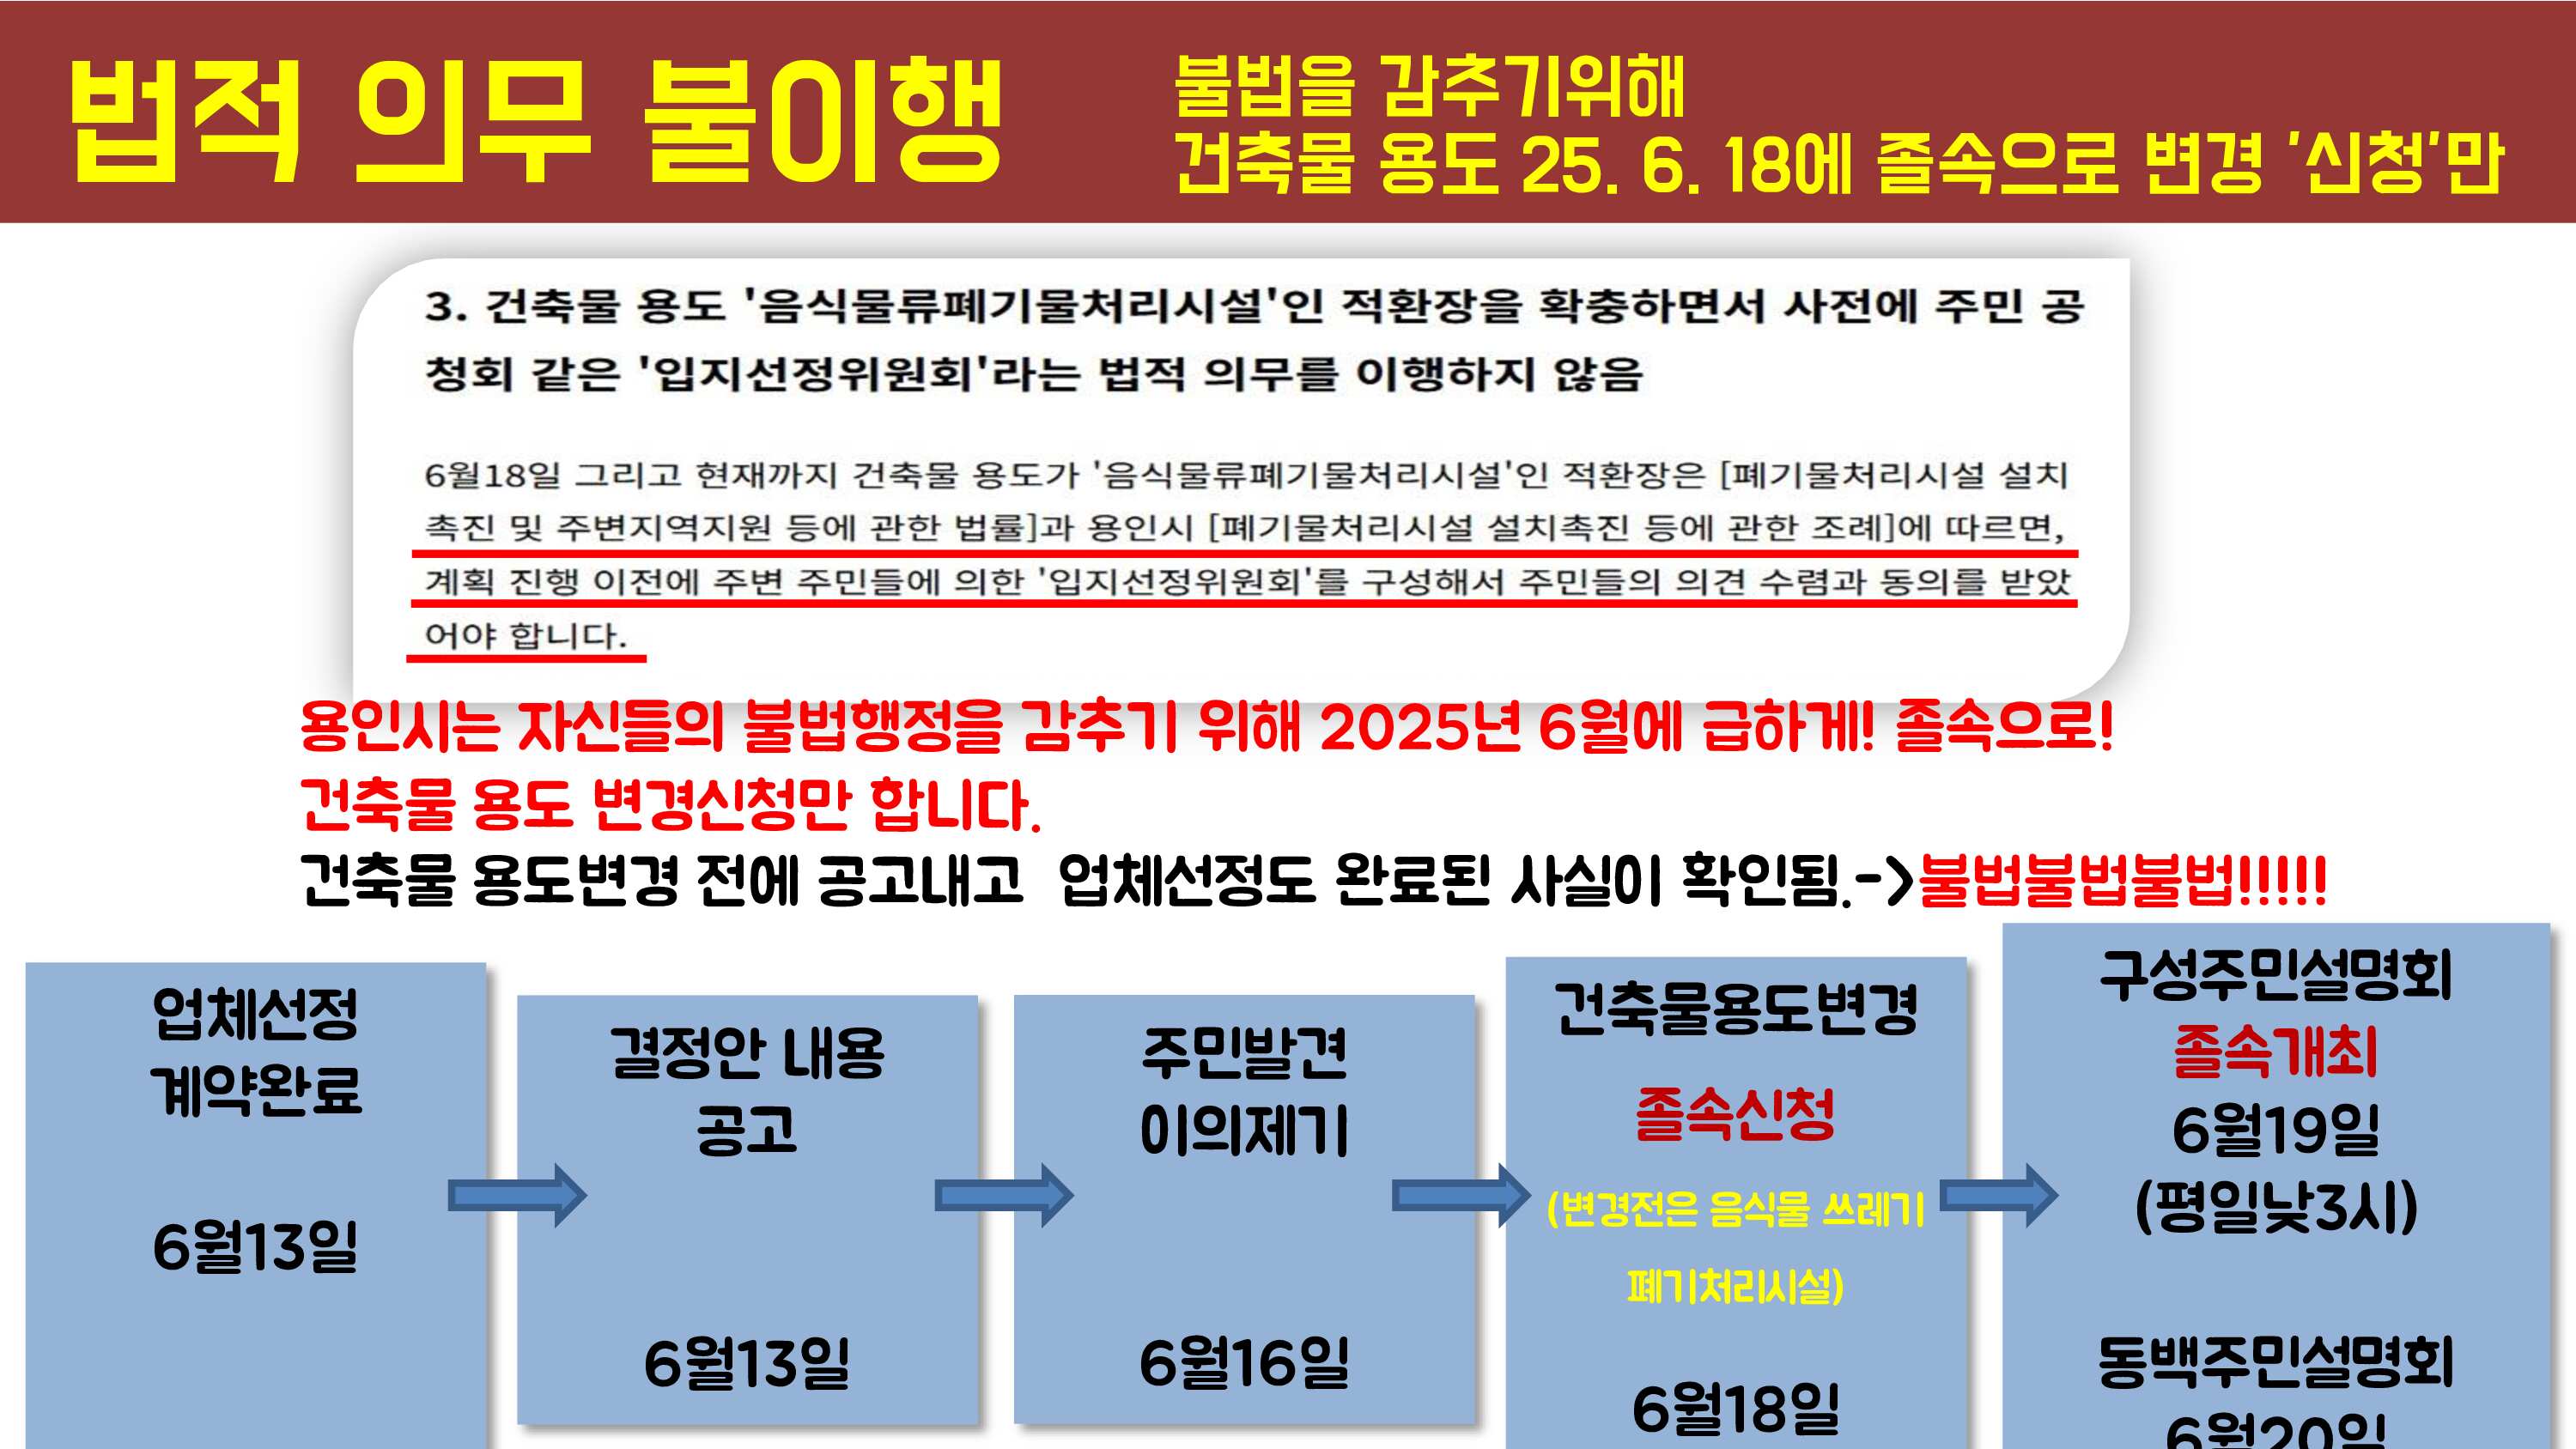 법적 의무 불이행
불법을 감추기위해
건축물 용도 25. 6. 18에 졸속으로 변경 '신청'만
3. 건축물 용도 '음식물류폐기물처리시설'인 적환장을 확충하면서 사전에 주민 공
청회 같은 '입지선정위원회'라는 법적 의무를 이행하지 않음
6월18일 그리고 현재까지 건축물 용도가 '음식물류폐기물처리시설'인 적환장은 [폐기물처리시설 설치
촉진 및 주변지역지원 등에 관한 법률]과 용인시 [폐기물처리시설 설치촉진 등에 관한 조례]에 따르면,
계획 진행 이전에 주변 주민들에 의한 '입지선정위원회'를 구성해서 주민들의 의견 수렴과 동의를 받았
어야 합니다.
용인시는 자신들의 불법행정을 감추기 위해 2025년 6월에 급하게! 졸속으로!
건축물 용도 변경신청만 합니다.
건축물 용도변경 전에 공고내고 업체선정도 완료된 사실이 확인됨.->불법불법불법!!!!!
업체선정
계약완료
6월13일
결정안 내용
공고
6월13일
주민발견
이의제기
6월16일
건축물용도변경
졸속신청
(변경전은 음식물 쓰레기
폐기처리시설)
6월18일
구성주민설명회
졸속개최
6월19일
(평일낮3시)
동백주민설명회
6월20일